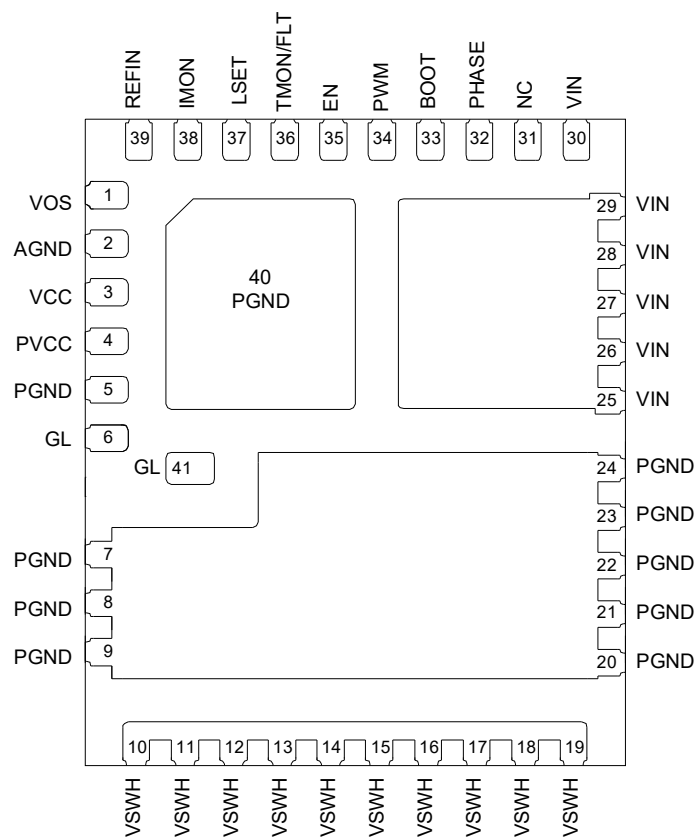 REFIN
IMON
LSET
TMON/FLT
EN
PWM
BOOT
PHASE
NC
VIN
39
38
37
36
35
34
33
32
31
30
VOS
1
AGND
2
VCC
3
PVCC
4
PGND
5
GL
6
40
PGND
29
VIN
28
VIN
27
VIN
26
VIN
25
VIN
GL
41
24
PGND
23
PGND
22
PGND
21
PGND
20
PGND
PGND
7
PGND
8
PGND
9
10
11
12
13
14
15
16
17
18
19
VSWH
VSWH
VSWH
VSWH
VSWH
VSWH
VSWH
VSWH
VSWH
VSWH